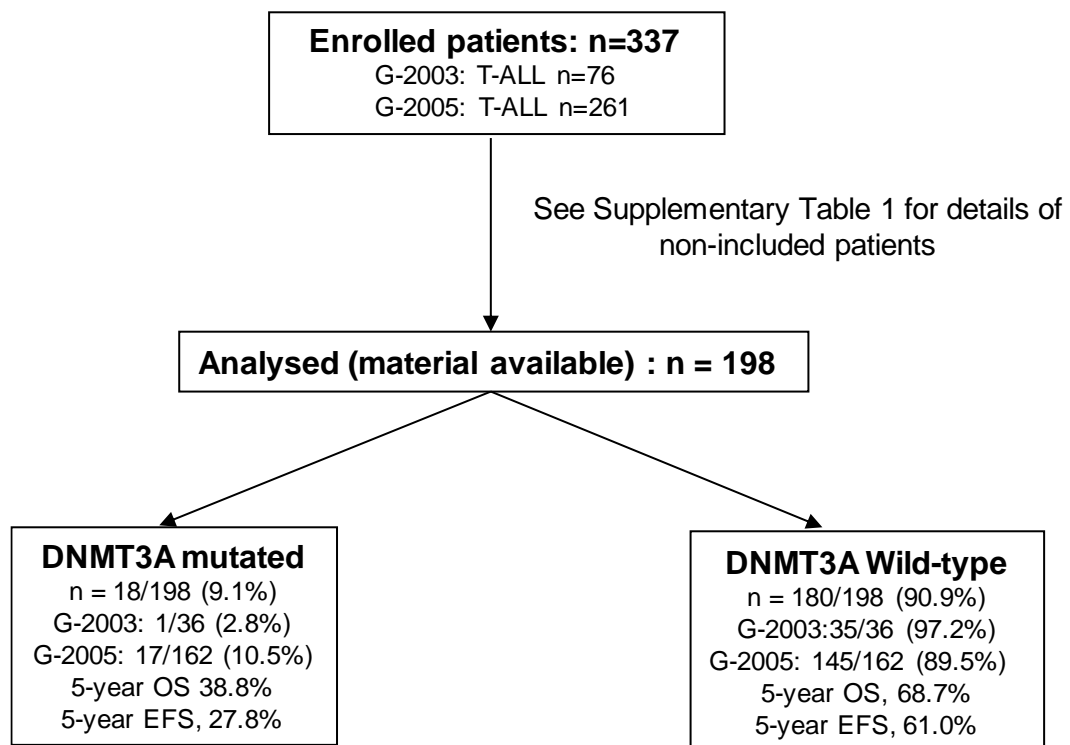 Enrolled patients: n=337
G-2003: T-ALL n=76
G-2005: T-ALL n=261
See Supplementary Table 1 for details of
non-included patients
Analysed (material available) : n = 198
DNMT3A mutated
n = 18/198 (9.1%)
G-2003: 1/36 (2.8%)
G-2005: 17/162 (10.5%)
5-year OS 38.8%
5-year EFS, 27.8%
DNMT3A Wild-type
n = 180/198 (90.9%)
G-2003:35/36 (97.2%)
G-2005: 145/162 (89.5%)
5-year OS, 68.7%
5-year EFS, 61.0%